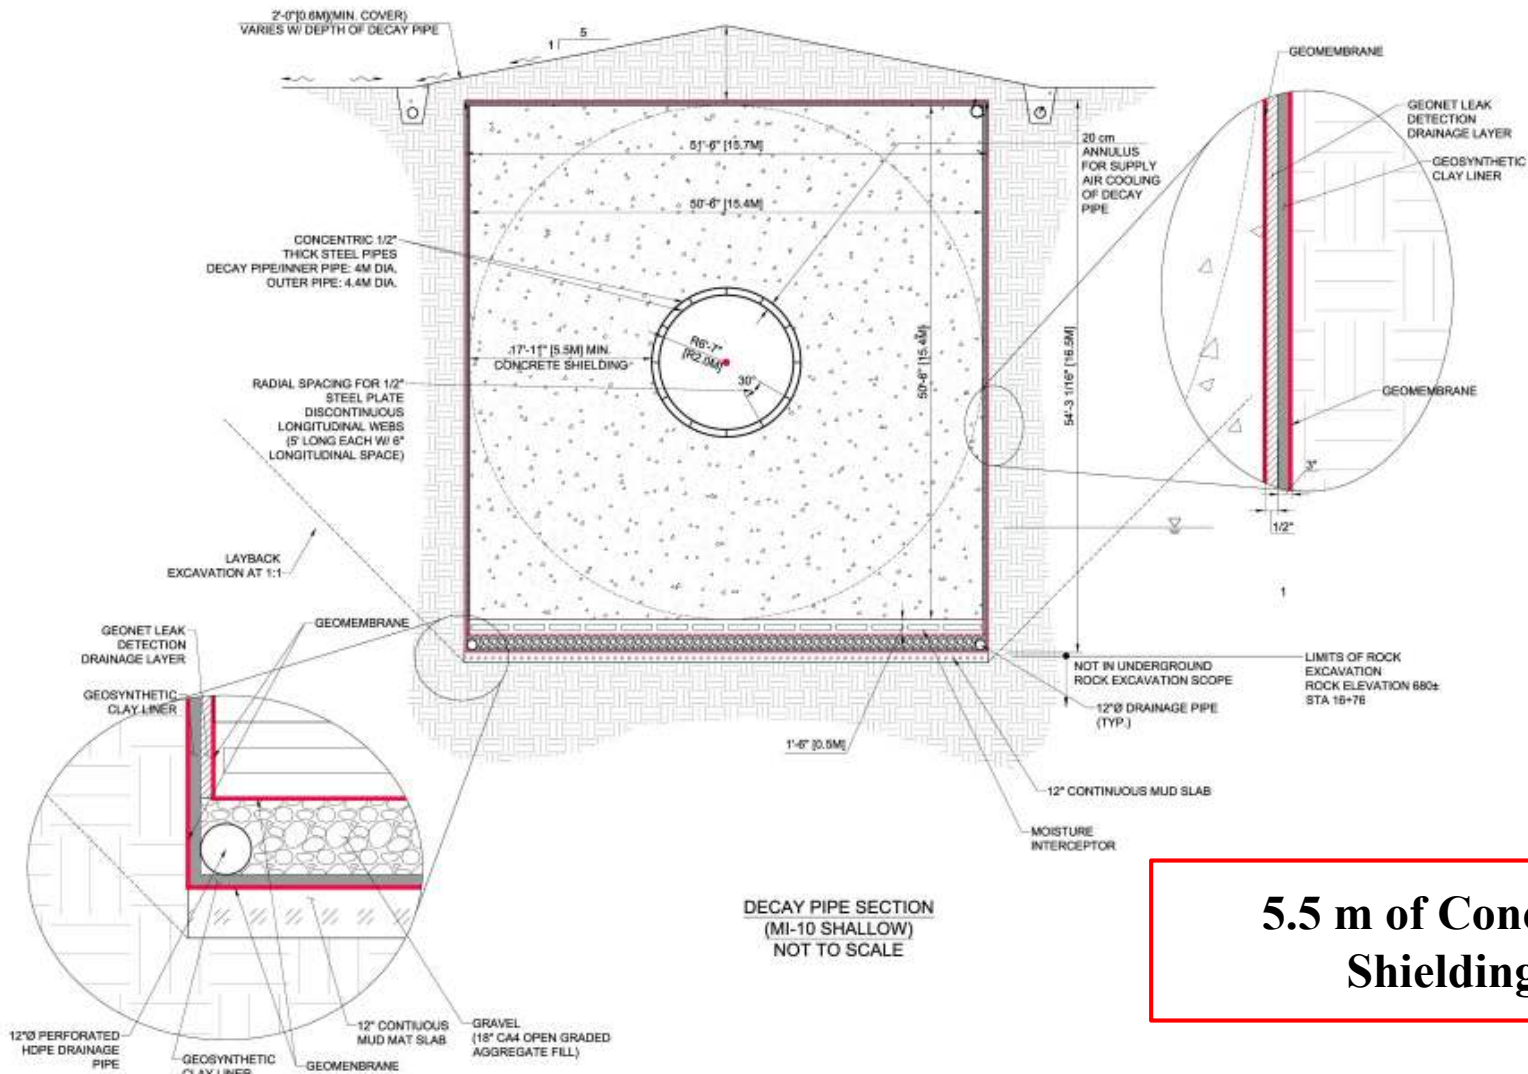 2'-0"[0.6M](MIN. COVER)
VARIES W/ DEPTH OF DECAY PIPE
1
5
GEOMEMBRANE
GEONET LEAK
DETECTION
DRAINAGE LAYER
GEOSYNTHETIC
CLAY LINER
20 cm
ANNULUS
FOR SUPPLY
AIR COOLING
OF DECAY
PIPE
51'-6" [15.7M]
50'-6" [15.4M]
CONCENTRIC 1/2"
THICK STEEL PIPES
DECAY PIPE/INNER PIPE: 4M DIA.
OUTER PIPE: 4.4M DIA.
17'-11" [5.5M] MIN.
CONCRETE SHIELDING
R6'-7"
[R2.0M]
30°
50'-6" [15.4M]
54'-3 1/16" [16.5M]
RADIAL SPACING FOR 1/2"
STEEL PLATE
DISCONTINUOUS
LONGITUDINAL WEBS
(5' LONG EACH W/ 6"
LONGITUDINAL SPACE)
GEOMEMBRANE
3"
1/2"
LAYBACK
EXCAVATION AT 1:1
1
GEONET LEAK
DETECTION
DRAINAGE LAYER
GEOMEMBRANE
GEOSYNTHETIC
CLAY LINER
NOT IN UNDERGROUND
ROCK EXCAVATION SCOPE
LIMITS OF ROCK
EXCAVATION
ROCK ELEVATION 680±
STA 16+76
12"Ø DRAINAGE PIPE
(TYP.)
1'-6" [0.5M]
12" CONTINUOUS MUD SLAB
MOISTURE
INTERCEPTOR
DECAY PIPE SECTION
(MI-10 SHALLOW)
NOT TO SCALE
5.5 m of Conc
Shielding
12"Ø PERFORATED
HDPE DRAINAGE
PIPE
GEOSYNTHETIC
CLAY LINER
GEOMENBRANE
12" CONTIUOUS
MUD MAT SLAB
GRAVEL
(18" CA4 OPEN GRADED
AGGREGATE FILL)